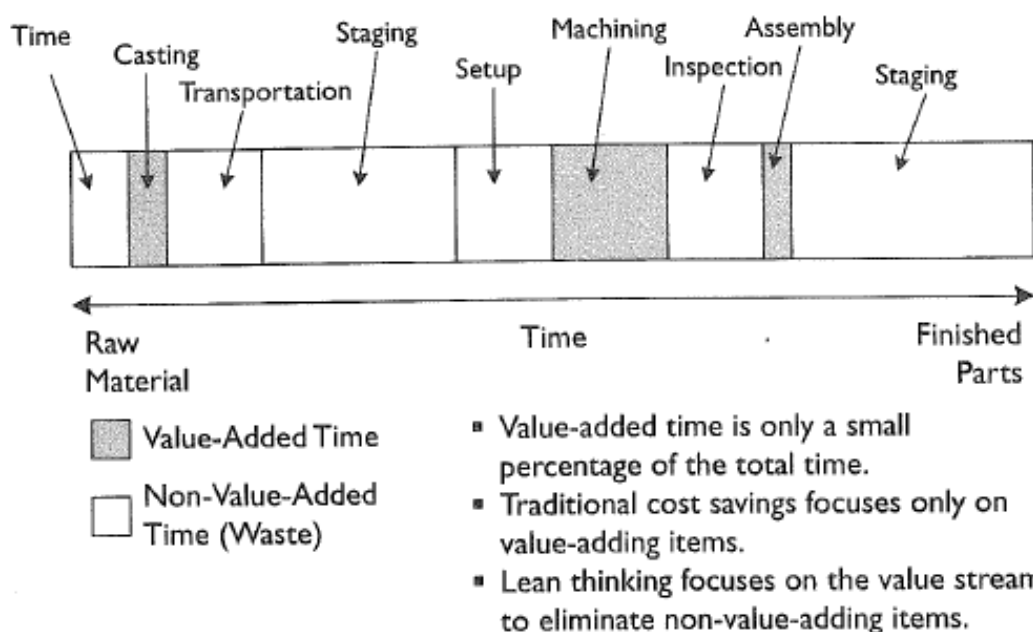 Time
Casting
Transportation
Staging
Setup
Machining
Inspection
Assembly
Staging
Raw
Material
Time
Finished
Parts
Value-Added Time
Non-Value-Added
Time (Waste)
▪ Value-added time is only a small
percentage of the total time.
▪ Traditional cost savings focuses only on
value-adding items.
▪ Lean thinking focuses on the value stream
to eliminate non-value-adding items.